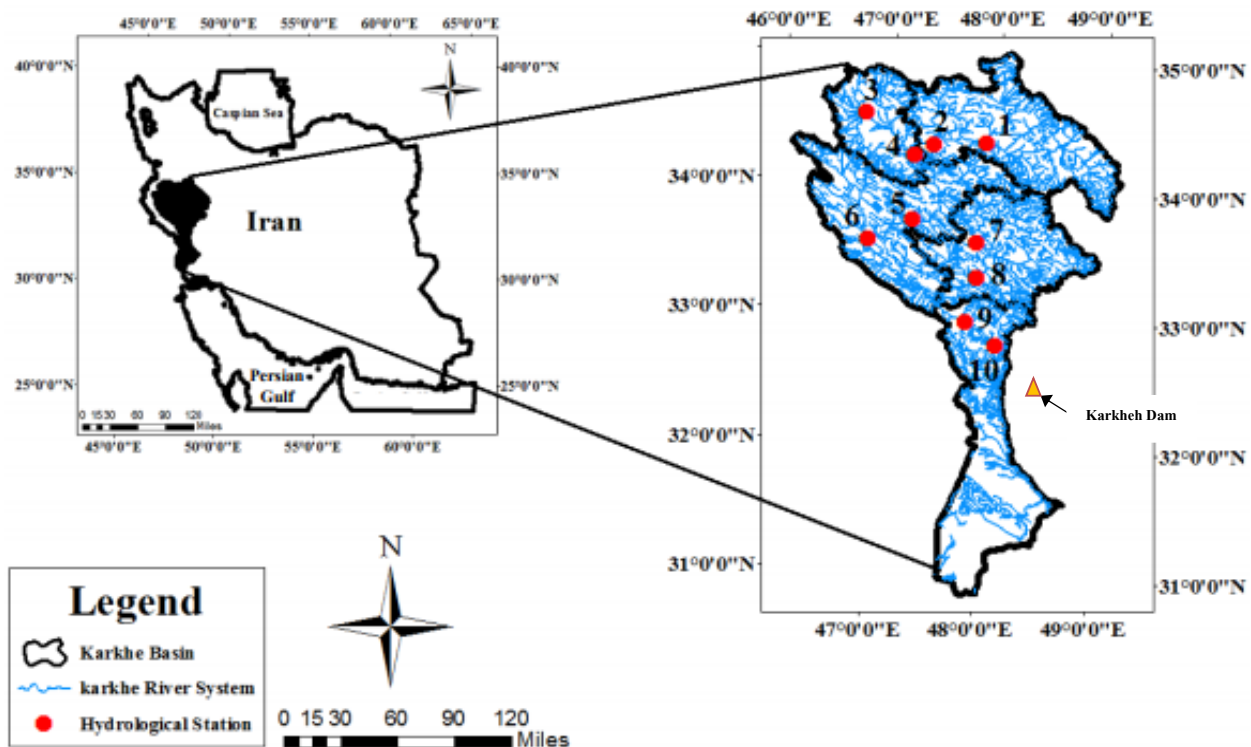 45°0'0"E 50°0'0"E 55°0'0"E 60°0'0"E 65°0'0"E
40°0'0"N
35°0'0"N
30°0'0"N
25°0'0"N
N
Caspian Sea
Iran
Persian
Gulf
0 15 30 60 90 120
Miles
40°0'0"N
35°0'0"N
30°0'0"N
25°0'0"N
45°0'0"E 50°0'0"E 55°0'0"E 60°0'0"E
46°0'0"E 47°0'0"E 48°0'0"E 49°0'0"E
34°0'0"N
33°0'0"N
32°0'0"N
31°0'0"N
3
2
1
4
5
6
7
8
9
10
Karkheh Dam
35°0'0"N
34°0'0"N
33°0'0"N
32°0'0"N
31°0'0"N
47°0'0"E 48°0'0"E 49°0'0"E
Legend
Karkhe Basin
karkhe River System
Hydrological Station
N
0 15 30 60 90 120
Miles